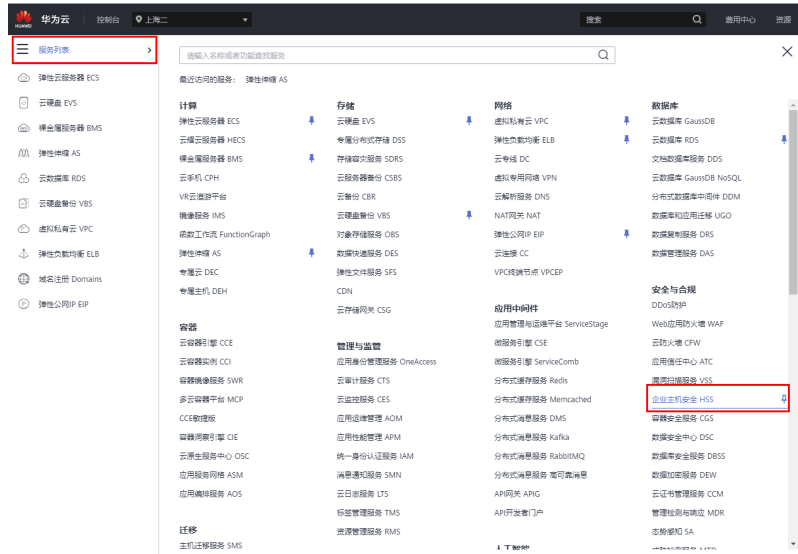 HUAWEI
华为云
控制台
上海二
搜索
费用中心
资源
服务列表
弹性云服务器 ECS
云硬盘 EVS
裸金属服务器 BMS
弹性伸缩 AS
云数据库 RDS
云硬盘备份 VBS
虚拟私有云 VPC
弹性负载均衡 ELB
域名注册 Domains
弹性公网IP EIP
请输入名称或者功能查找服务
最近访问的服务： 弹性伸缩 AS
计算
弹性云服务器 ECS
云耀云服务器 HECS
裸金属服务器 BMS
云手机 CPH
VR云渲游平台
镜像服务 IMS
函数工作流 FunctionGraph
弹性伸缩 AS
专属云 DEC
专属主机 DEH
容器
云容器引擎 CCE
云容器实例 CCI
容器镜像服务 SWR
多云容器平台 MCP
CCE敏捷版
容器洞察引擎 CIE
云原生服务中心 OSC
应用服务网格 ASM
应用编排服务 AOS
迁移
主机迁移服务 SMS
存储
云硬盘 EVS
专属分布式存储 DSS
存储容灾服务 SDRS
云服务器备份 CSBS
云备份 CBR
云硬盘备份 VBS
对象存储服务 OBS
数据快递服务 DES
弹性文件服务 SFS
CDN
云存储网关 CSG
管理与监管
应用身份管理服务 OneAccess
云审计服务 CTS
云监控服务 CES
应用运维管理 AOM
应用性能管理 APM
统一身份认证服务 IAM
消息通知服务 SMN
云日志服务 LTS
标签管理服务 TMS
资源管理服务 RMS
网络
虚拟私有云 VPC
弹性负载均衡 ELB
云专线 DC
虚拟专用网络 VPN
云解析服务 DNS
NAT网关 NAT
弹性公网IP EIP
云连接 CC
VPC终端节点 VPCEP
应用中间件
应用管理与运维平台 ServiceStage
微服务引擎 CSE
微服务引擎 ServiceComb
分布式缓存服务 Redis
分布式缓存服务 Memcached
分布式消息服务 DMS
分布式消息服务 Kafka
分布式消息服务 RabbitMQ
分布式消息服务 高可靠消息
API网关 APIG
API开发者门户
人工智能
数据库
云数据库 GaussDB
云数据库 RDS
文档数据库服务 DDS
云数据库 GaussDB NoSQL
分布式数据库中间件 DDM
数据库和应用迁移 UGO
数据复制服务 DRS
数据管理服务 DAS
安全与合规
DDoS防护
Web应用防火墙 WAF
云防火墙 CFW
应用信任中心 ATC
漏洞扫描服务 VSS
企业主机安全 HSS
容器安全服务 CGS
数据安全中心 DSC
数据库安全服务 DBSS
数据加密服务 DEW
云证书管理服务 CCM
管理检测与响应 MDR
态势感知 SA
威胁检测服务 MTD